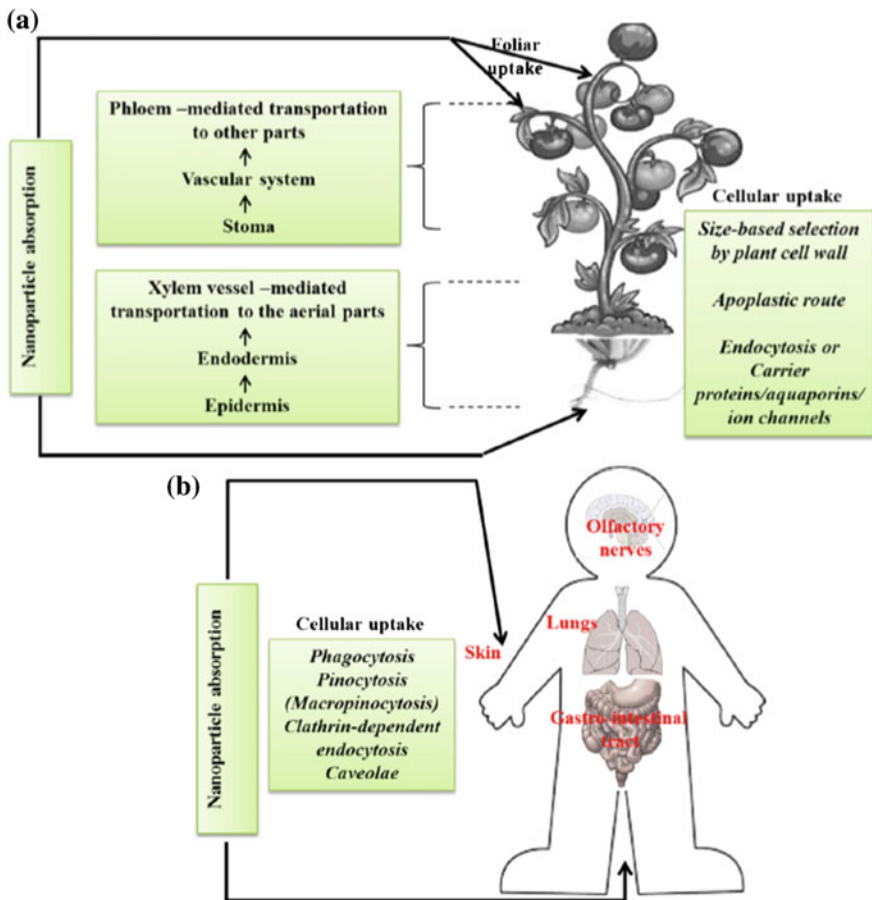 (a)
Foliar
uptake
Phloem –mediated transportation
to other parts
Vascular system
Stoma
Nanoparticle absorption
Xylem vessel –mediated
transportation to the aerial parts
Endodermis
Epidermis
Cellular uptake
Size-based selection
by plant cell wall
Apoplastic route
Endocytosis or
Carrier
proteins/aquaporins/
ion channels
(b)
Nanoparticle absorption
Cellular uptake
Phagocytosis
Pinocytosis
(Macropinocytosis)
Clathrin-dependent
endocytosis
Caveolae
Olfactory
nerves
Lungs
Skin
Gastro-intestinal
tract